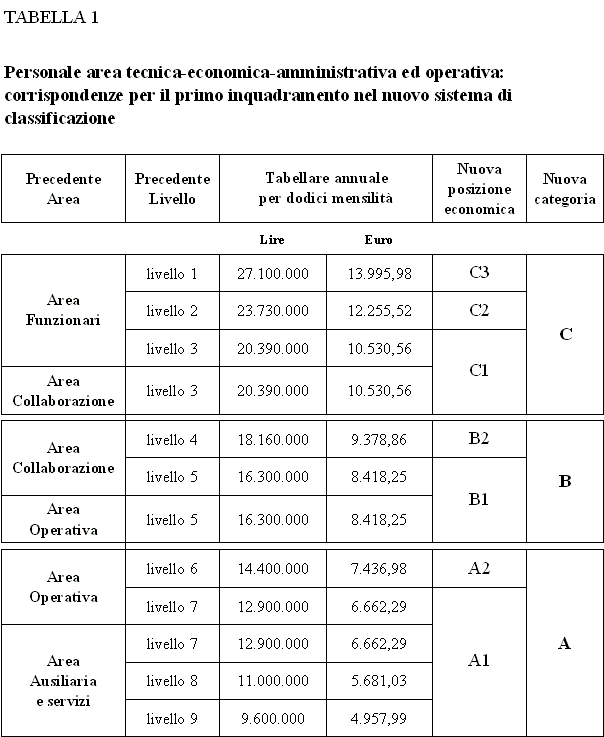 TABELLA 1
Personale area tecnica-economica-amministrativa ed operativa:
corrispondenze per il primo inquadramento nel nuovo sistema di
classificazione
Precedente Area | Precedente Livello | Tabellare annuale per dodici mensilità | Nuova posizione economica | Nuova categoria
Lire | Euro
Area Funzionari | livello 1 | 27.100.000 | 13.995,98 | C3 | C
livello 2 | 23.730.000 | 12.255,52 | C2
livello 3 | 20.390.000 | 10.530,56 | C1
Area Collaborazione | livello 3 | 20.390.000 | 10.530,56
Area Collaborazione | livello 4 | 18.160.000 | 9.378,86 | B2 | B
livello 5 | 16.300.000 | 8.418,25 | B1
Area Operativa | livello 5 | 16.300.000 | 8.418,25
Area Operativa | livello 6 | 14.400.000 | 7.436,98 | A2 | A
livello 7 | 12.900.000 | 6.662,29 | A1
Area Ausiliaria e servizi | livello 7 | 12.900.000 | 6.662,29
livello 8 | 11.000.000 | 5.681,03
livello 9 | 9.600.000 | 4.957,99